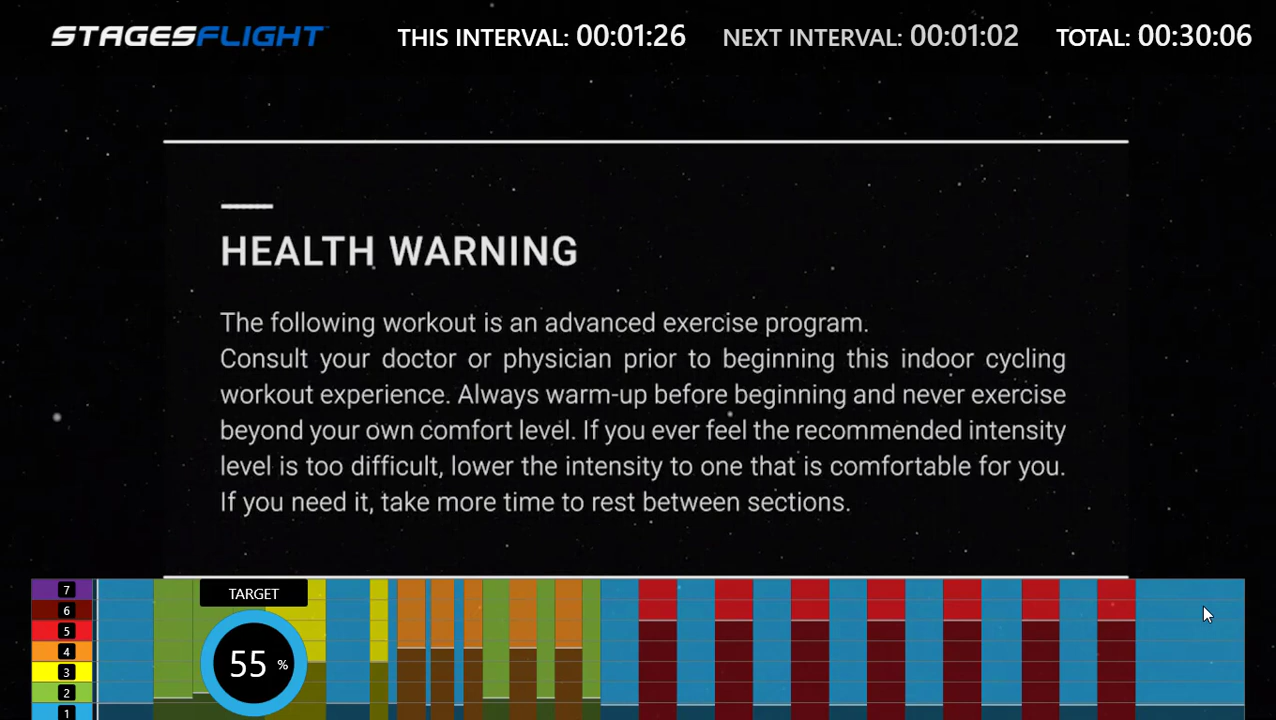 STAGESFLIGHT
THIS INTERVAL: 00:01:26
NEXT INTERVAL: 00:01:02
TOTAL: 00:30:06
HEALTH WARNING
The following workout is an advanced exercise program.
Consult your doctor or physician prior to beginning this indoor cycling
workout experience. Always warm-up before beginning and never exercise
beyond your own comfort level. If you ever feel the recommended intensity
level is too difficult, lower the intensity to one that is comfortable for you.
If you need it, take more time to rest between sections.
TARGET
55 %
7
6
5
4
3
2
1